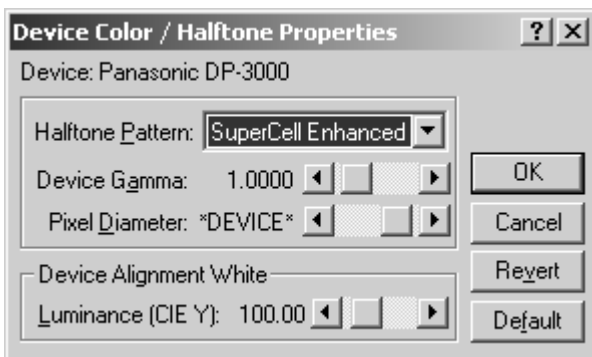 Device Color / Halftone Properties
Device: Panasonic DP-3000
Halftone Pattern: SuperCell Enhanced
Device Gamma: 1.0000
Pixel Diameter: *DEVICE*
Device Alignment White
Luminance (CIE Y): 100.00
OK
Cancel
Revert
Default